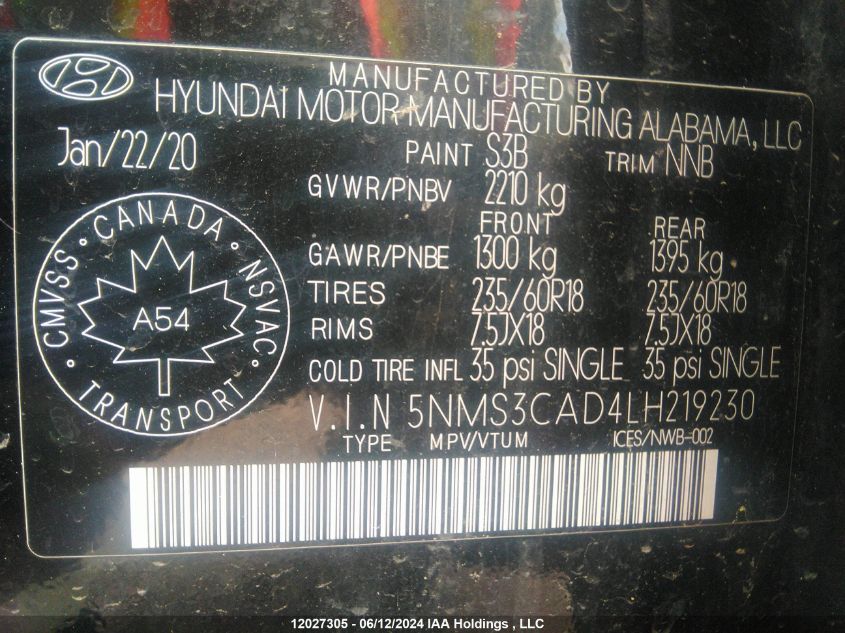 MANUFACTURED BY
HYUNDAI MOTOR MANUFACTURING ALABAMA, LLC
Jan/22/20 PAINT S3B TRIM NNB
GVWR/PNBV 2210 kg
FRONT REAR
GAWR/PNBE 1300 kg 1395 kg
TIRES 235/60R18 235/60R18
RIMS 7.5JX18 7.5JX18
COLD TIRE INFL 35 psi SINGLE 35 psi SINGLE
V.I.N 5NMS3CAD4LH219230
TYPE MPV/VTUM ICES/NWB-002
CMVSS • CANADA • NSVAC • TRANSPORT •
A54
12027305 - 06/12/2024 IAA Holdings , LLC